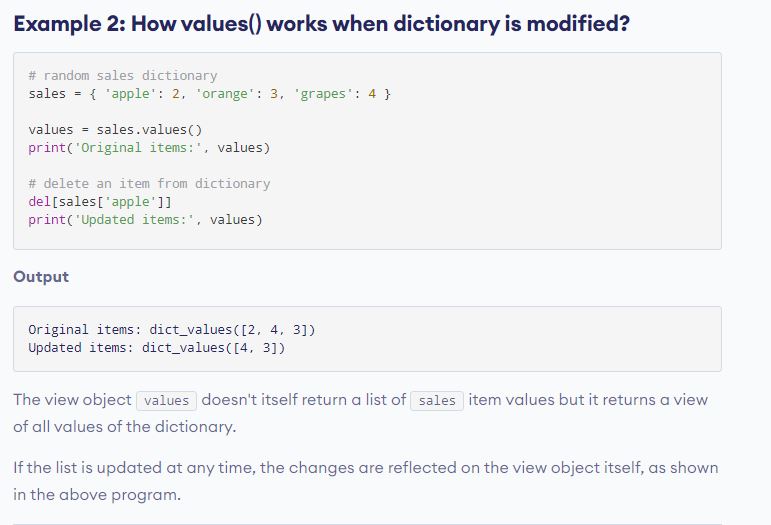 Example 2: How values() works when dictionary is modified?
# random sales dictionary
sales = { 'apple': 2, 'orange': 3, 'grapes': 4 }
values = sales.values()
print('Original items:', values)
# delete an item from dictionary
del[sales['apple']]
print('Updated items:', values)
Output
Original items: dict_values([2, 4, 3])
Updated items: dict_values([4, 3])
The view object values doesn't itself return a list of sales item values but it returns a view
of all values of the dictionary.
If the list is updated at any time, the changes are reflected on the view object itself, as shown
in the above program.